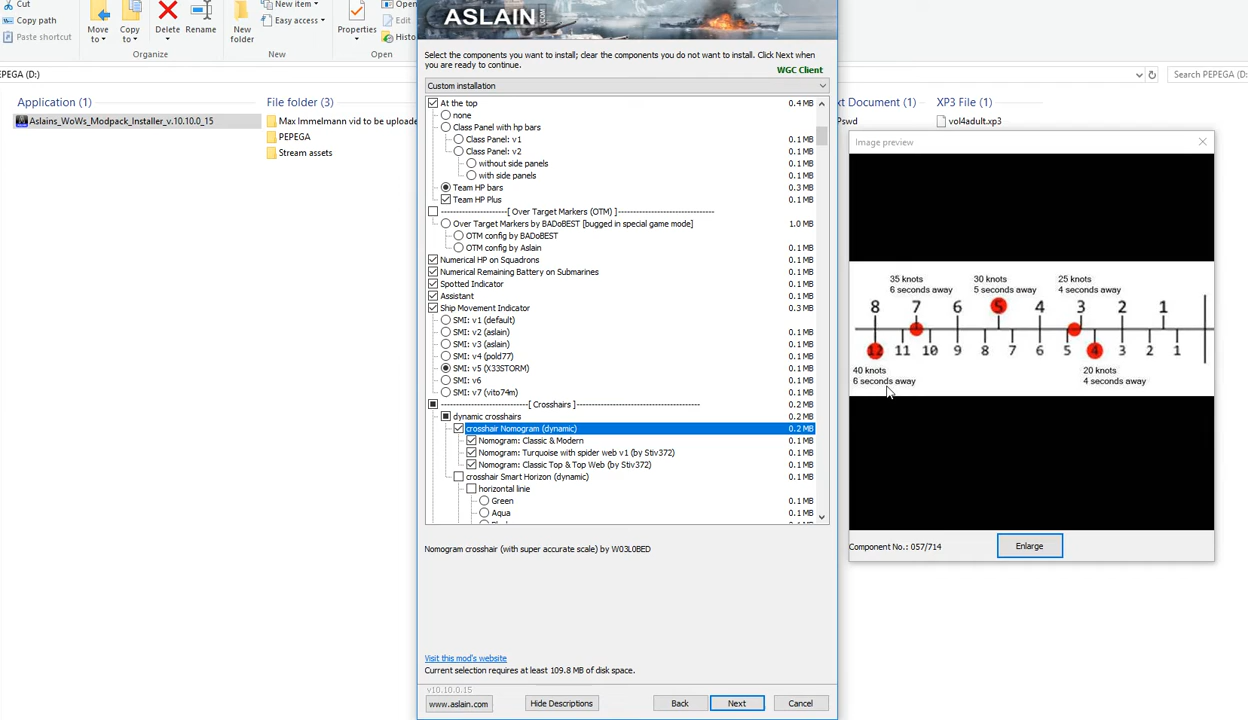 Cut
Copy path
Paste shortcut
Move to
Copy to
Delete
Rename
New folder
New item
Easy access
Properties
Open
Edit
Organize
New
Open
EPEGA (D:)
Search PEPEGA (D:
Application (1)
Aslains_WoWs_Modpack_Installer_v.10.10.0_15
File folder (3)
Max Immelmann vid to be uploade
PEPEGA
Stream assets
xt Document (1)
Pswd
XP3 File (1)
vol4adult.xp3
ASLAIN.COM
Select the components you want to install; clear the components you do not want to install. Click Next when
you are ready to continue.
WGC Client
Custom installation
At the top 0.4 MB
none
Class Panel with hp bars
Class Panel: v1 0.1 MB
Class Panel: v2 0.1 MB
without side panels 0.1 MB
with side panels 0.1 MB
Team HP bars 0.3 MB
Team HP Plus 0.1 MB
--------------------[ Over Target Markers (OTM) ]-------------------------
Over Target Markers by BADoBEST [bugged in special game mode] 1.0 MB
OTM config by BADoBEST
OTM config by Aslain 0.1 MB
Numerical HP on Squadrons 0.1 MB
Numerical Remaining Battery on Submarines 0.1 MB
Spotted Indicator 0.1 MB
Assistant 0.1 MB
Ship Movement Indicator 0.3 MB
SMI: v1 (default)
SMI: v2 (aslain) 0.1 MB
SMI: v3 (aslain) 0.1 MB
SMI: v4 (pold77) 0.1 MB
SMI: v5 (X33STORM) 0.1 MB
SMI: v6 0.1 MB
SMI: v7 (vito74m) 0.1 MB
-------------------------[ Crosshairs ]------------------------------ 0.2 MB
dynamic crosshairs 0.2 MB
crosshair Nomogram (dynamic) 0.2 MB
Nomogram: Classic & Modern 0.1 MB
Nomogram: Turquoise with spider web v1 (by Stiv372) 0.1 MB
Nomogram: Classic Top & Top Web (by Stiv372) 0.1 MB
crosshair Smart Horizon (dynamic) 0.1 MB
horizontal linie 0.1 MB
Green 0.1 MB
Aqua 0.1 MB
Nomogram crosshair (with super accurate scale) by W03L0BED
Visit this mod's website
Current selection requires at least 109.8 MB of disk space.
v10.10.0.15
www.aslain.com
Hide Descriptions
Back
Next
Cancel
Image preview
35 knots 30 knots 25 knots
6 seconds away 5 seconds away 4 seconds away
8 7 6 5 4 3 2 1
12 11 10 9 8 7 6 5 4 3 2 1
40 knots 20 knots
6 seconds away 4 seconds away
Component No.: 057/714
Enlarge